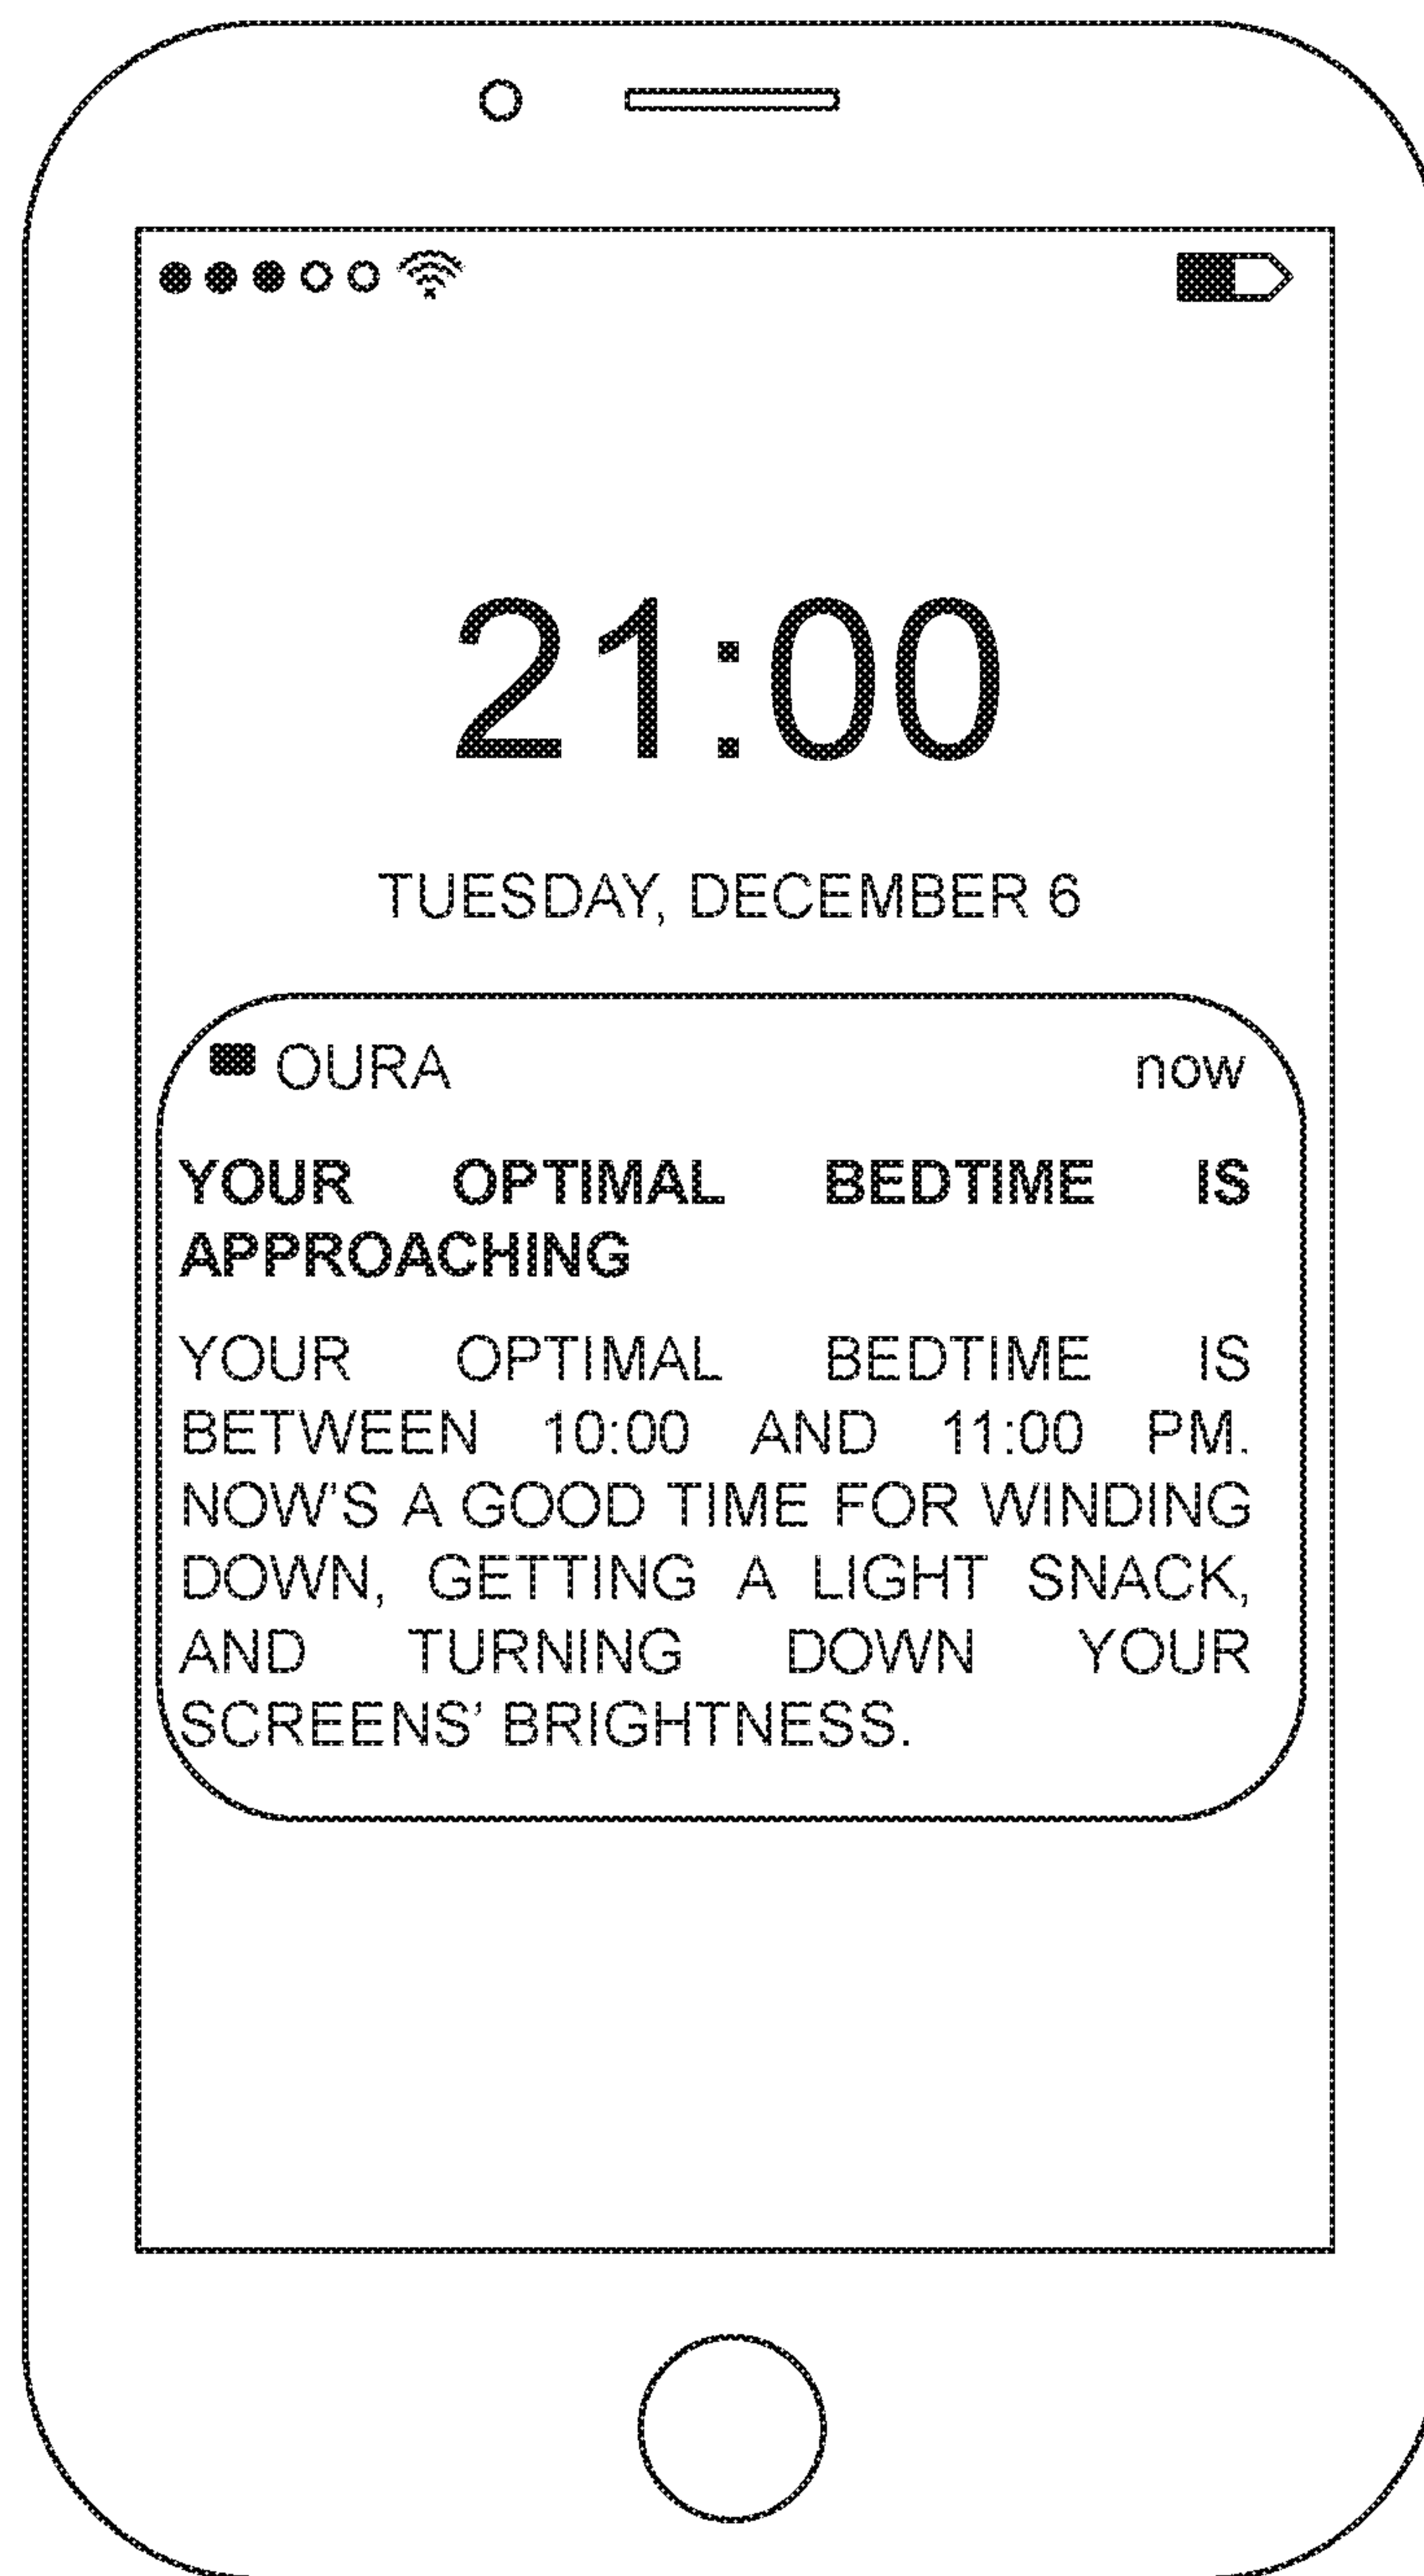 21:00
TUESDAY, DECEMBER 6
OURA now
YOUR OPTIMAL BEDTIME IS
APPROACHING
YOUR OPTIMAL BEDTIME IS
BETWEEN 10:00 AND 11:00 PM.
NOW'S A GOOD TIME FOR WINDING
DOWN, GETTING A LIGHT SNACK,
AND TURNING DOWN YOUR
SCREENS' BRIGHTNESS.